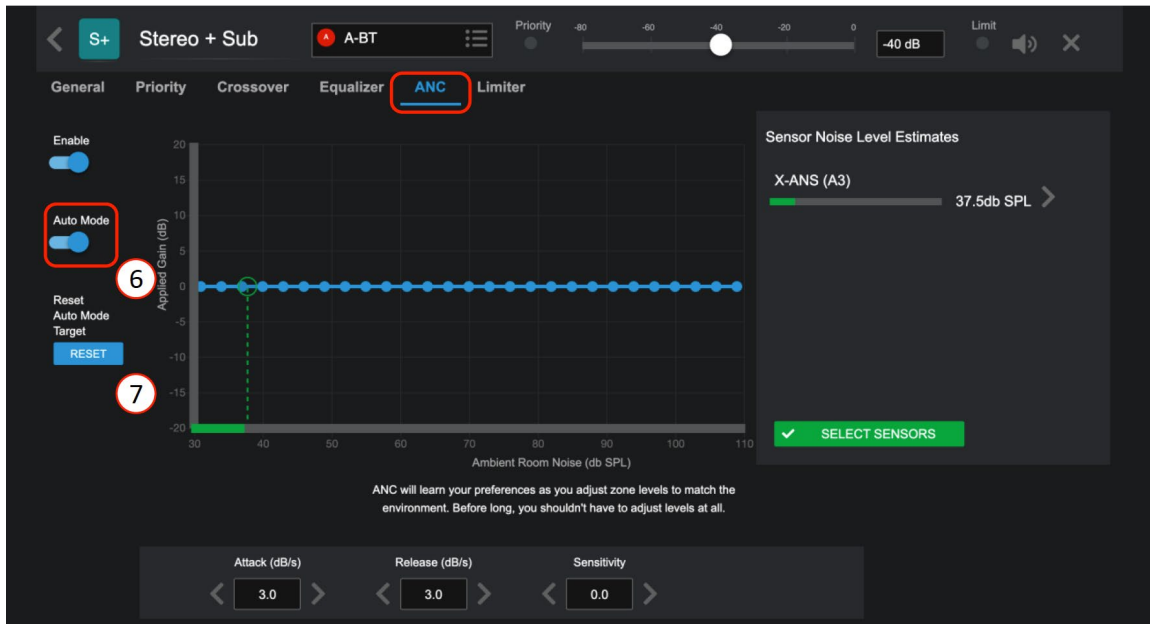 S+ Stereo + Sub A A-BT Priority -80 -60 -40 -20 0 -40 dB Limit
General Priority Crossover Equalizer ANC Limiter
Enable
Auto Mode
6
Reset
Auto Mode
Target
RESET
7
Applied Gain (dB)
20
15
10
5
0
-5
-10
-15
-20
30 40 50 60 70 80 90 100 110
Ambient Room Noise (db SPL)
Sensor Noise Level Estimates
X-ANS (A3)
37.5db SPL
SELECT SENSORS
ANC will learn your preferences as you adjust zone levels to match the
environment. Before long, you shouldn't have to adjust levels at all.
Attack (dB/s) Release (dB/s) Sensitivity
3.0 3.0 0.0